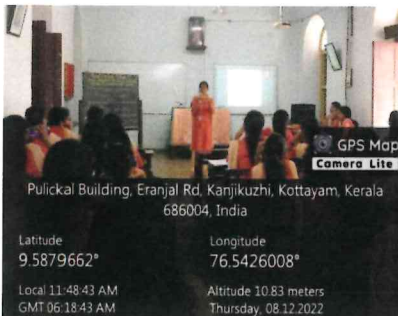 GPS Map
Camera Lite
Pulickal Building, Eranjal Rd, Kanjikuzhi, Kottayam, Kerala
686004, India
Latitude
Longitude
9.5879662°
76.5426008°
Local 11:48:43 AM
Altitude 10.83 meters
GMT 06:18:43 AM
Thursday, 08.12.2022